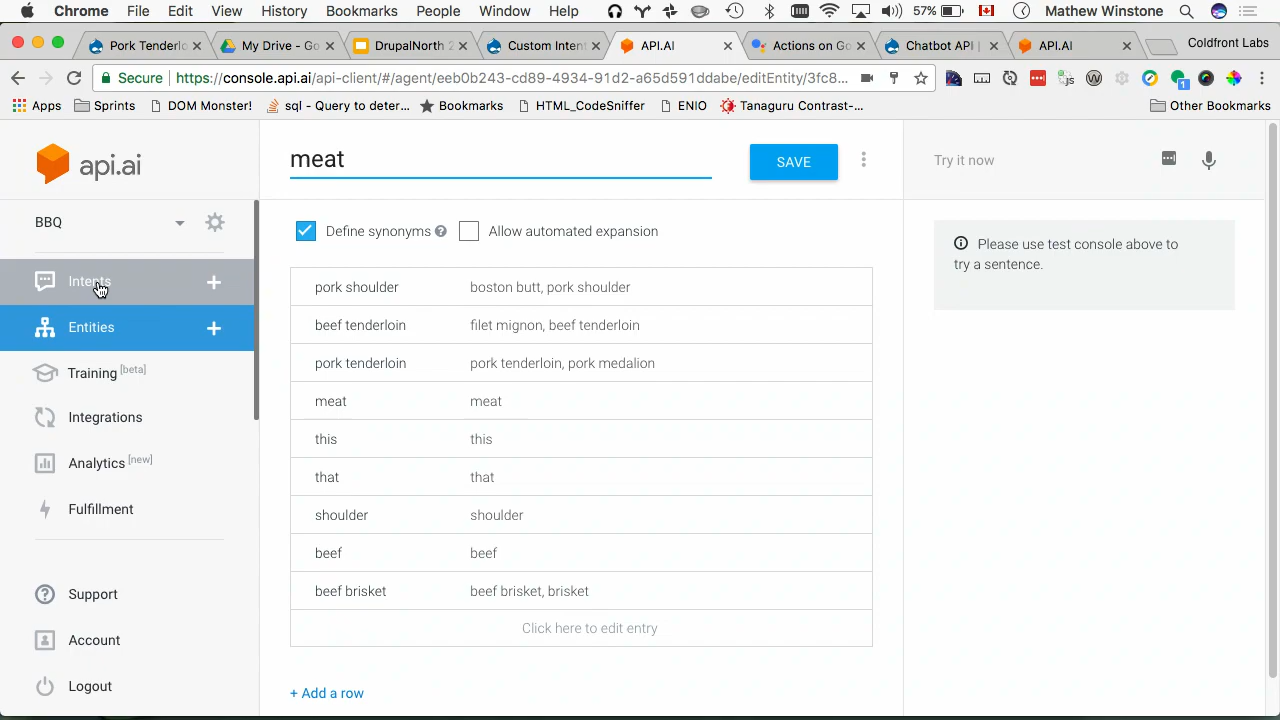 Chrome File Edit View History Bookmarks People Window Help 57% Mathew Winstone
Pork Tenderlo My Drive - Go DrupalNorth 2 Custom Inten API.AI Actions on Go Chatbot API | API.AI Coldfront Labs
Secure https://console.api.ai/api-client/#/agent/eeb0b243-cd89-4934-91d2-a65d591ddabe/editEntity/3fc8...
Apps Sprints DOM Monster! sql - Query to deter... Bookmarks HTML_CodeSniffer ENIO Tanaguru Contrast-... Other Bookmarks
api.ai
meat
SAVE
Try it now
BBQ
Define synonyms
Allow automated expansion
Please use test console above to
try a sentence.
Intents
Entities
Training [beta]
Integrations
Analytics [new]
Fulfillment
Support
Account
Logout
pork shoulder boston butt, pork shoulder
beef tenderloin filet mignon, beef tenderloin
pork tenderloin pork tenderloin, pork medalion
meat meat
this this
that that
shoulder shoulder
beef beef
beef brisket beef brisket, brisket
Click here to edit entry
+ Add a row